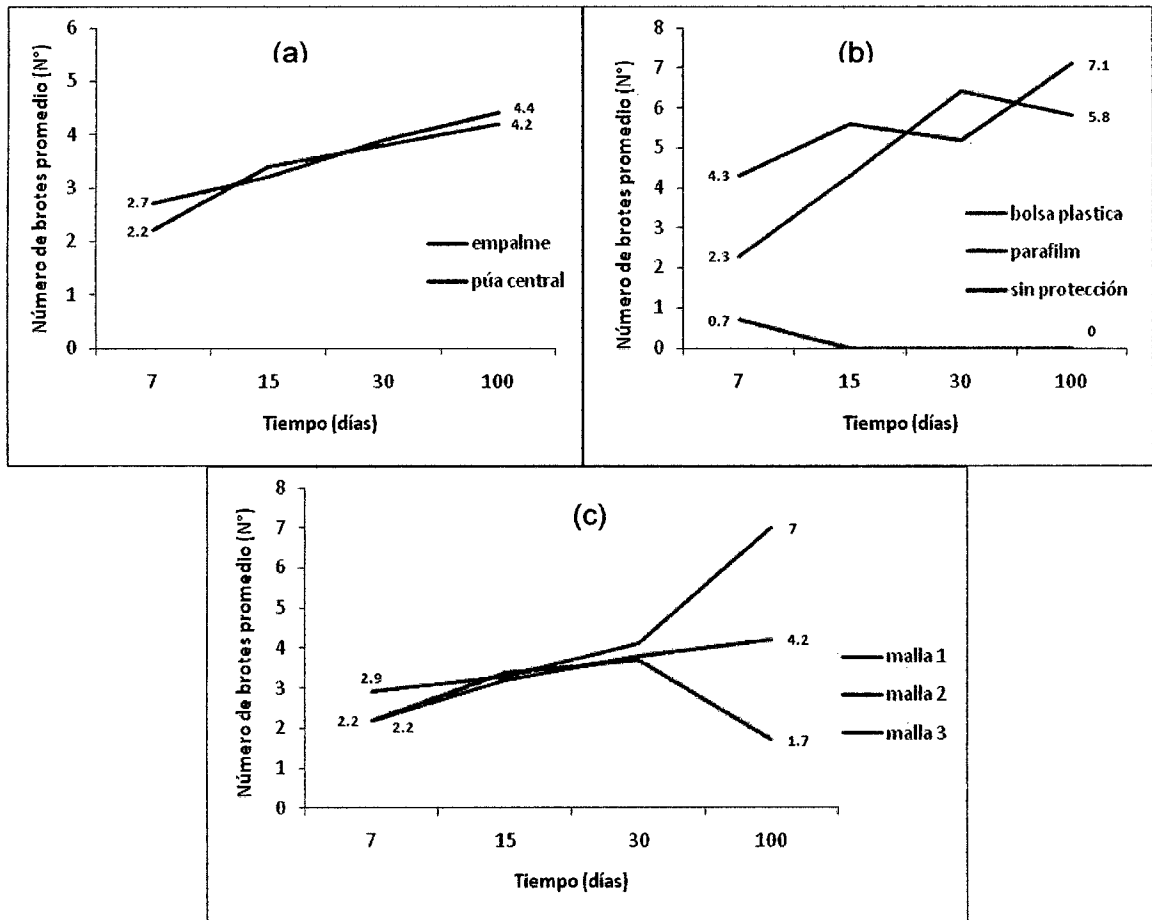 (a)
Número de brotes promedio (N°)
6
5
4
3
2
1
0
2.7
2.2
4.4
4.2
empalme
púa central
7 15 30 100
Tiempo (días)
(b)
Número de brotes promedio (N°)
8
7
6
5
4
3
2
1
0
4.3
2.3
0.7
7.1
5.8
0
bolsa plastica
parafilm
sin protección
7 15 30 100
Tiempo (días)
(c)
Número de brotes promedio (N°)
8
7
6
5
4
3
2
1
0
2.9
2.2 2.2
7
4.2
1.7
malla 1
malla 2
malla 3
7 15 30 100
Tiempo (días)